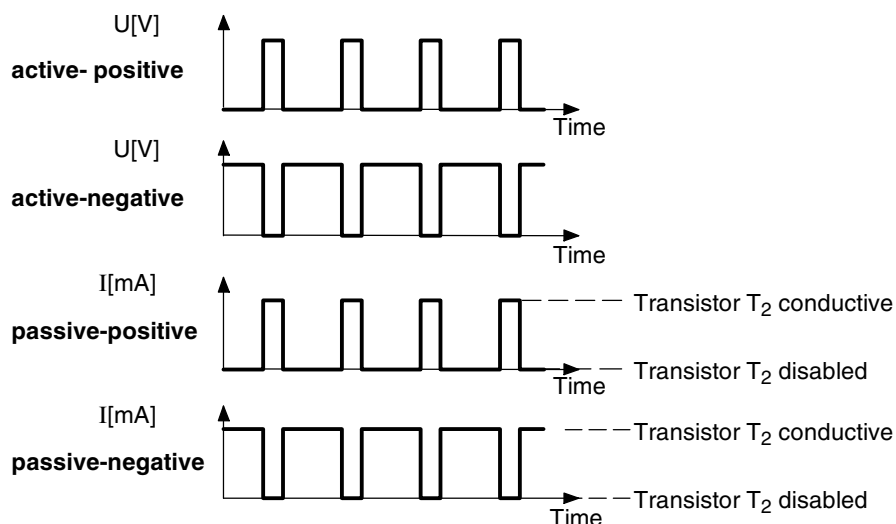 U[V]
active- positive
Time
U[V]
active-negative
Time
I[mA]
passive-positive
Transistor T2 conductive
Transistor T2 disabled
Time
I[mA]
passive-negative
Transistor T2 conductive
Transistor T2 disabled
Time